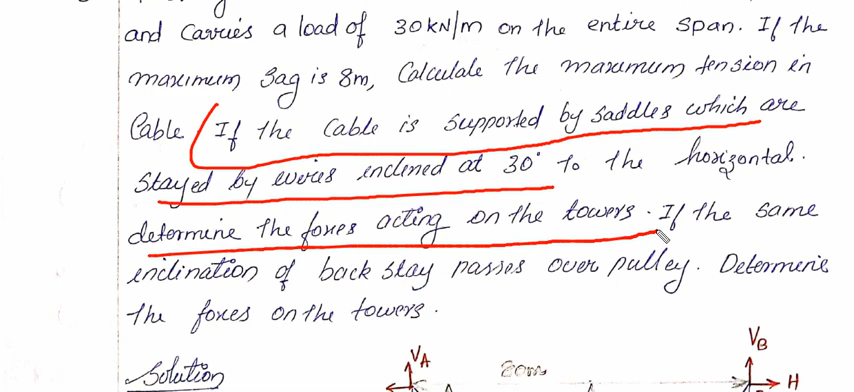 and carries a load of 30 kN/m on the entire span. If the
maximum sag is 8m, Calculate the maximum tension in
Cable If the Cable is supported by saddles which are
stayed by wires inclined at 30° to the horizontal.
determine the forces acting on the towers. If the same
inclination of back stay passes over pulley. Determine
the forces on the towers.
Solution
VA
80m
VB
H